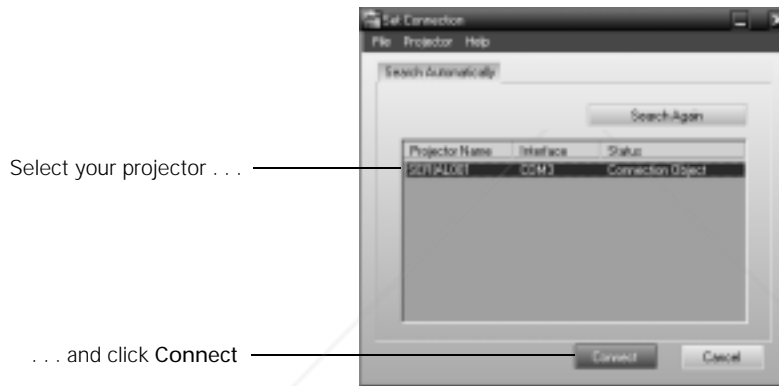 Set Connection
File Projector Help
Search Automatically
Search Again
Projector Name Interface Status
SERIAL001 COM3 Connection Object
Select your projector . . .
. . . and click Connect
Connect Cancel